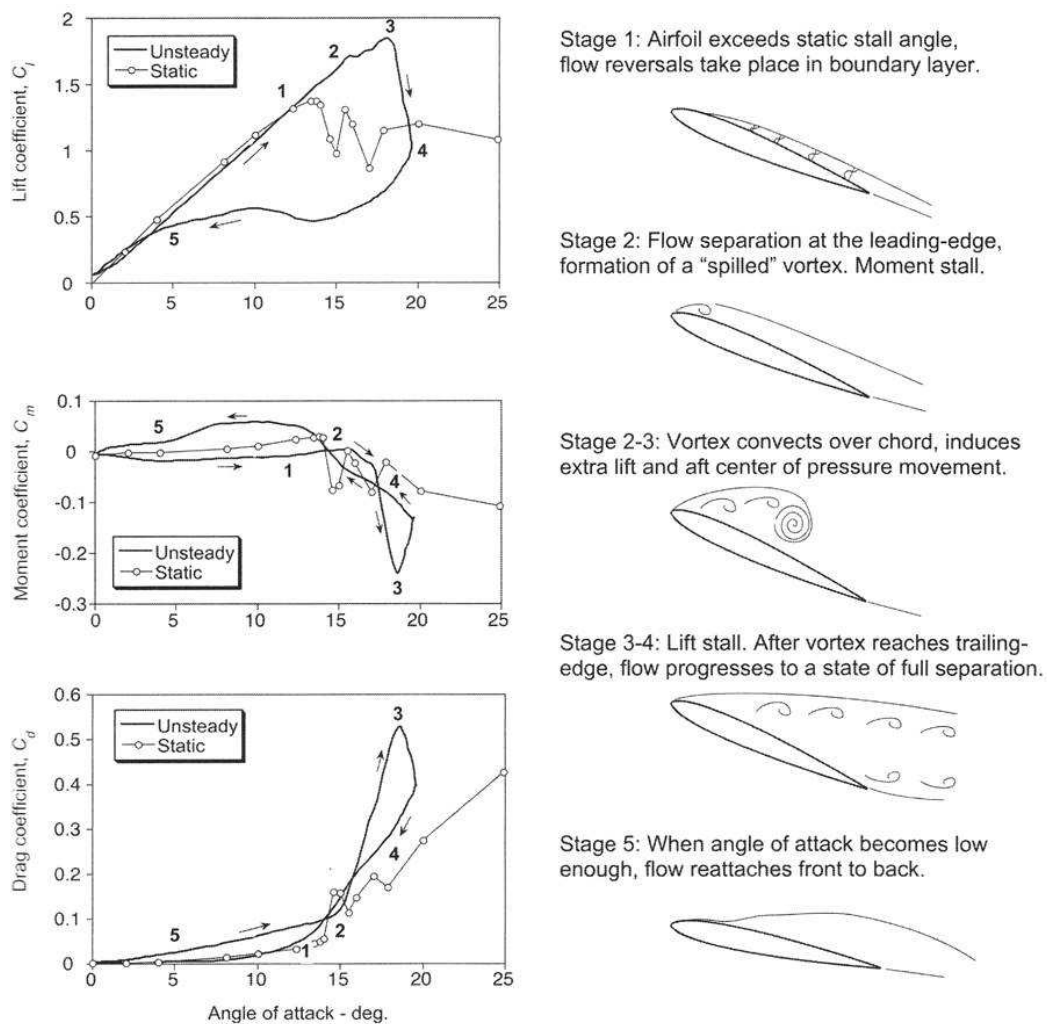 2
3
Unsteady
Static
2
1.5
1
Lift coefficient, C_l
1
4
0.5
5
0
0
5
10
15
20
25
0.1
5
2
0
1
4
-0.1
Moment coefficient, C_m
Unsteady
Static
-0.2
3
-0.3
0
5
10
15
20
25
0.6
Unsteady
Static
3
0.5
0.4
Drag coefficient, C_d
0.3
4
0.2
5
2
0.1
1
0
0
5
10
15
20
25
Angle of attack - deg.
Stage 1: Airfoil exceeds static stall angle,
flow reversals take place in boundary layer.
Stage 2: Flow separation at the leading-edge,
formation of a “spilled” vortex. Moment stall.
Stage 2-3: Vortex convects over chord, induces
extra lift and aft center of pressure movement.
Stage 3-4: Lift stall. After vortex reaches trailing-
edge, flow progresses to a state of full separation.
Stage 5: When angle of attack becomes low
enough, flow reattaches front to back.